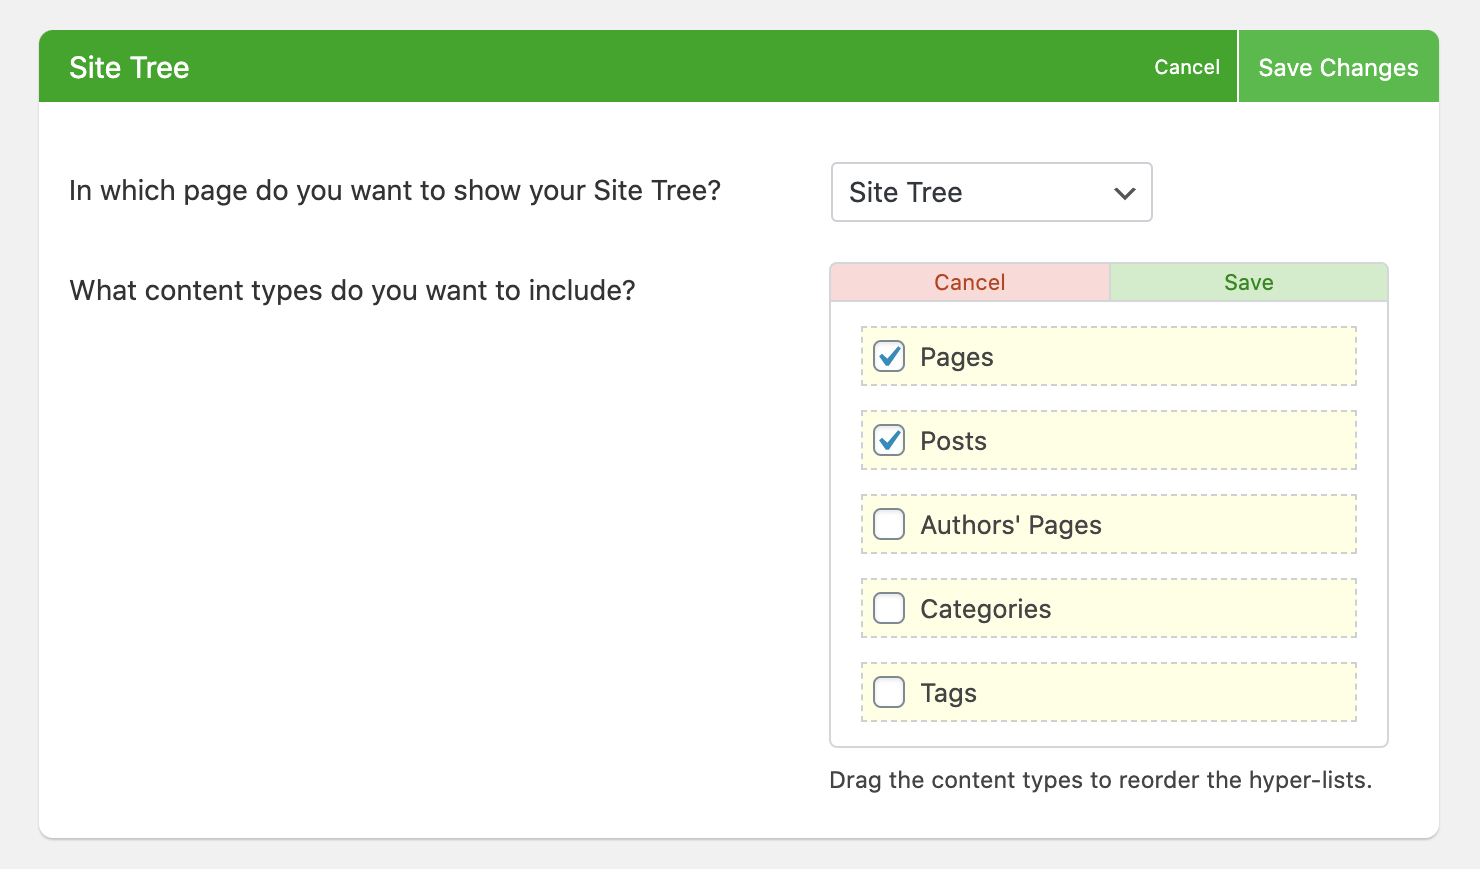 Site Tree
Cancel
Save Changes
In which page do you want to show your Site Tree?
Site Tree
What content types do you want to include?
Cancel
Save
Pages
Posts
Authors' Pages
Categories
Tags
Drag the content types to reorder the hyper-lists.